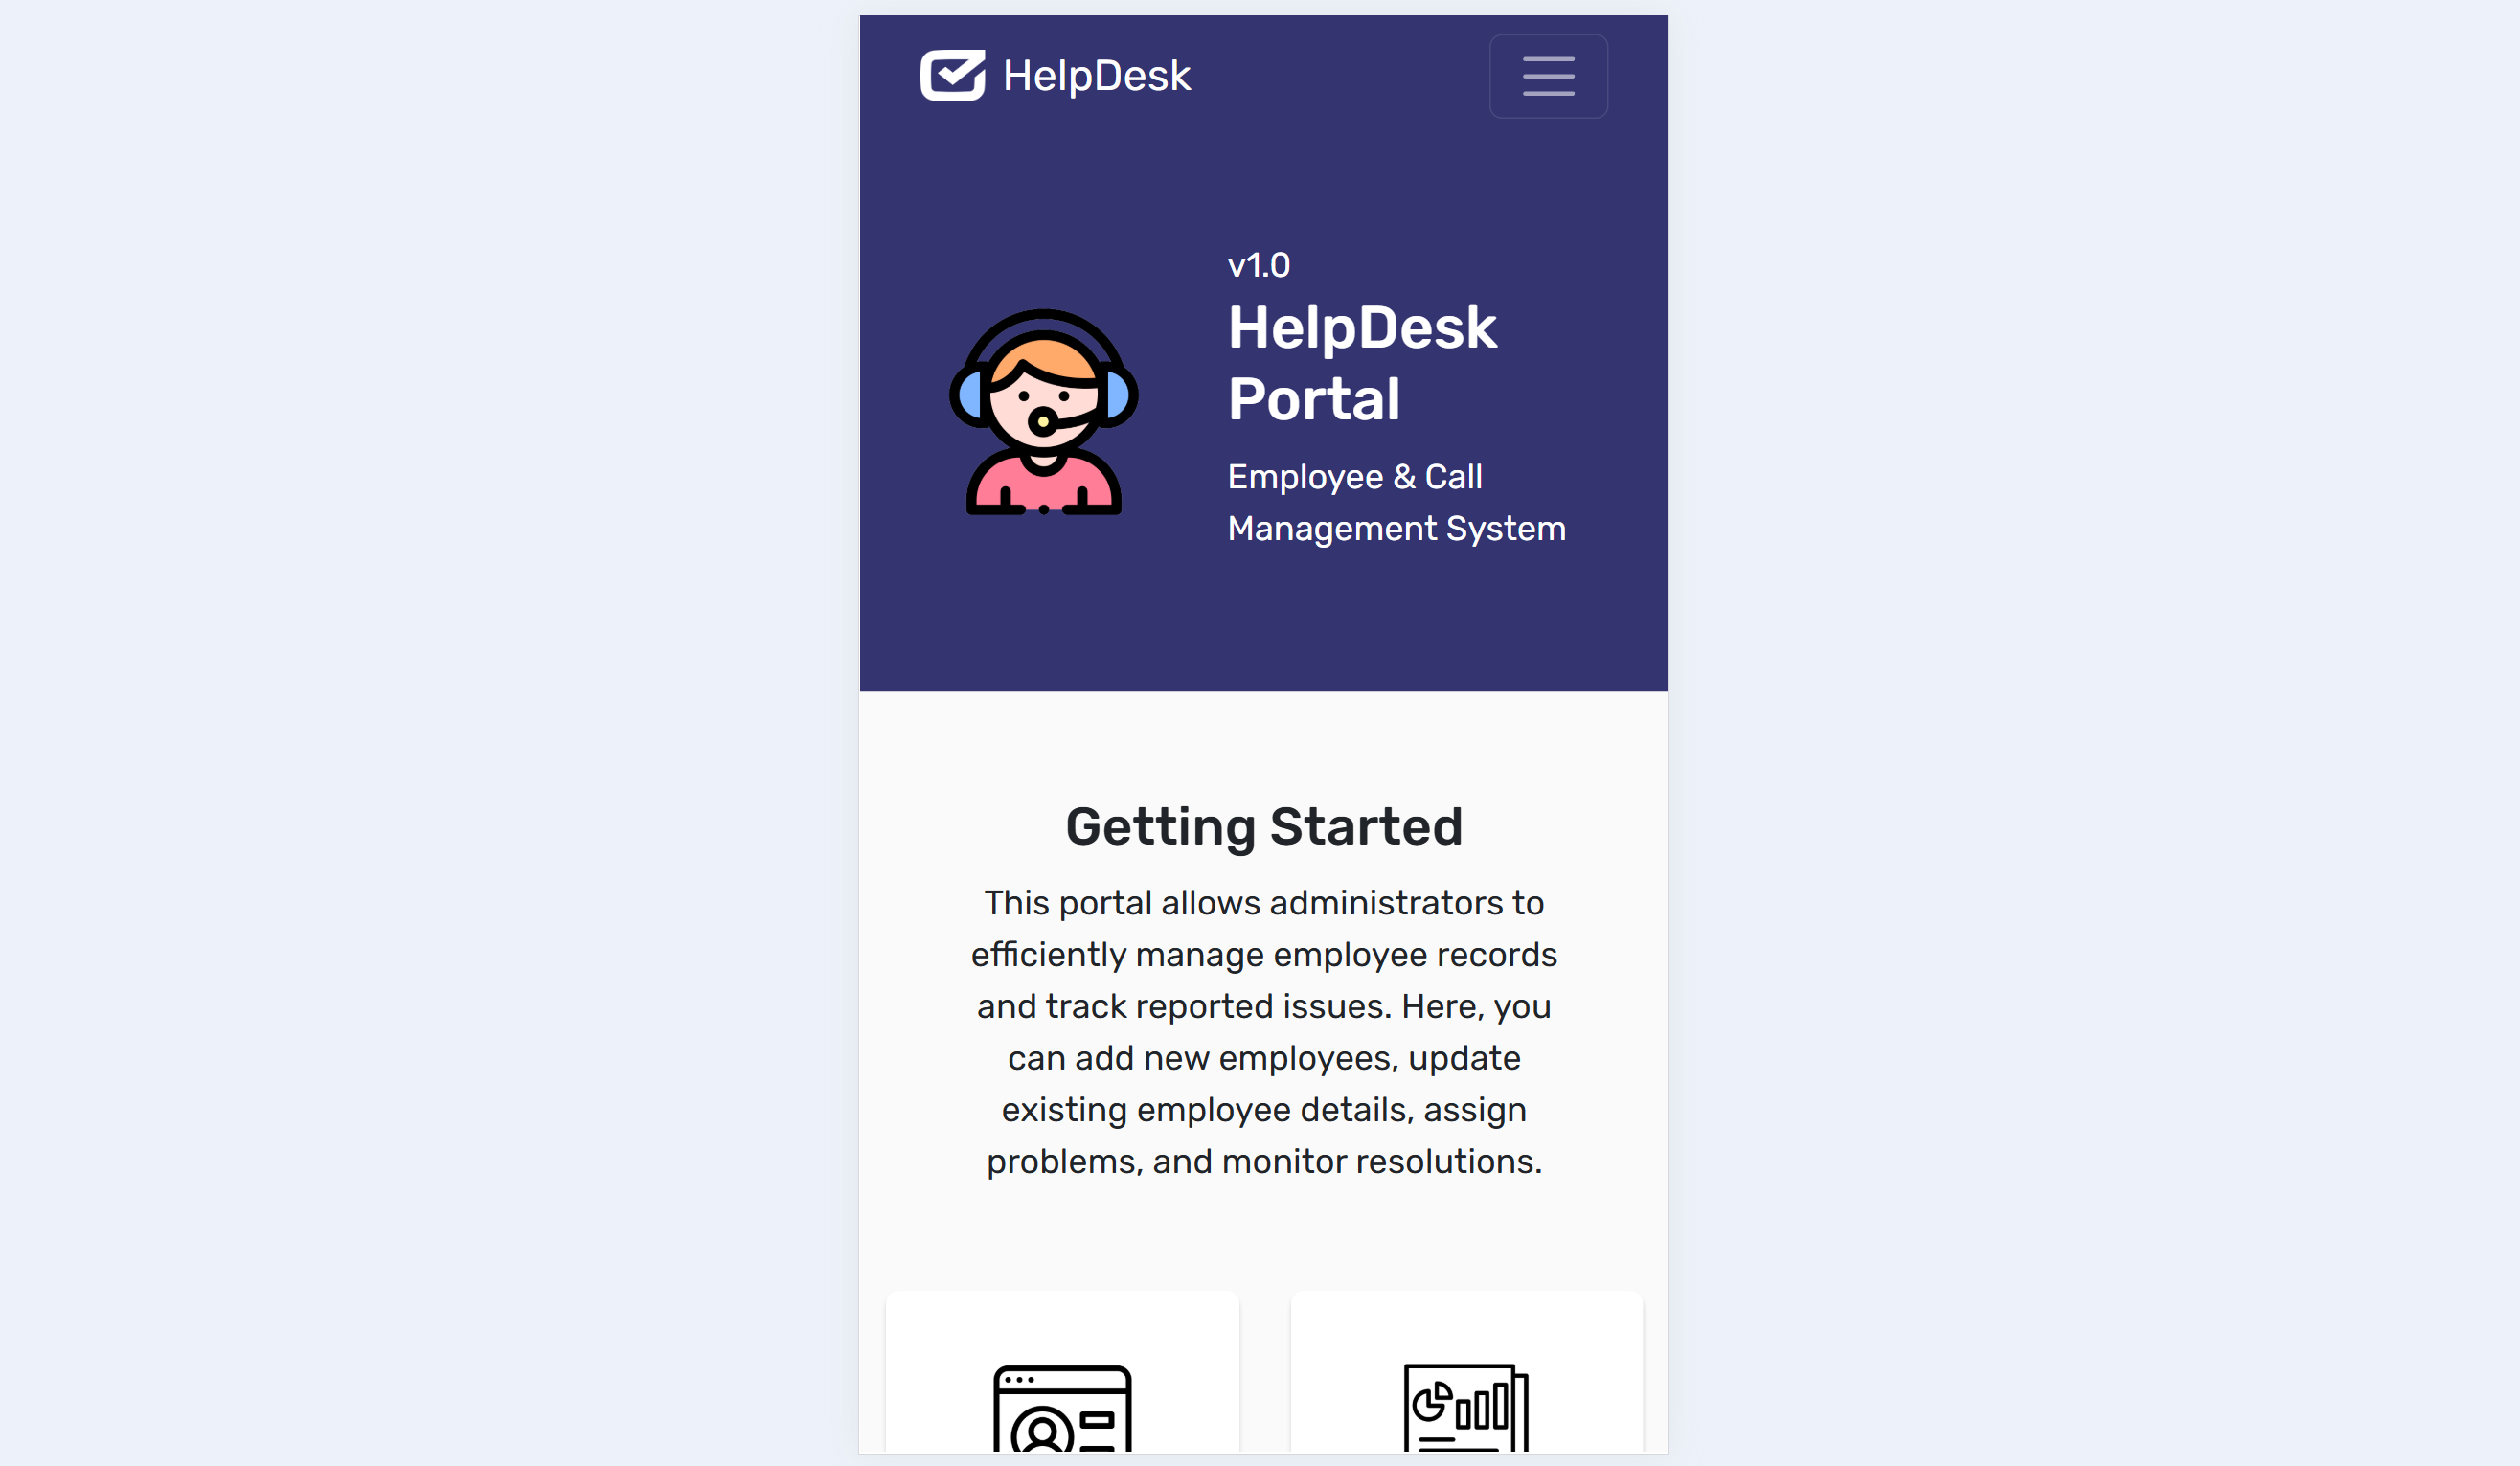 HelpDesk
v1.0
HelpDesk
Portal
Employee & Call
Management System
Getting Started
This portal allows administrators to
efficiently manage employee records
and track reported issues. Here, you
can add new employees, update
existing employee details, assign
problems, and monitor resolutions.